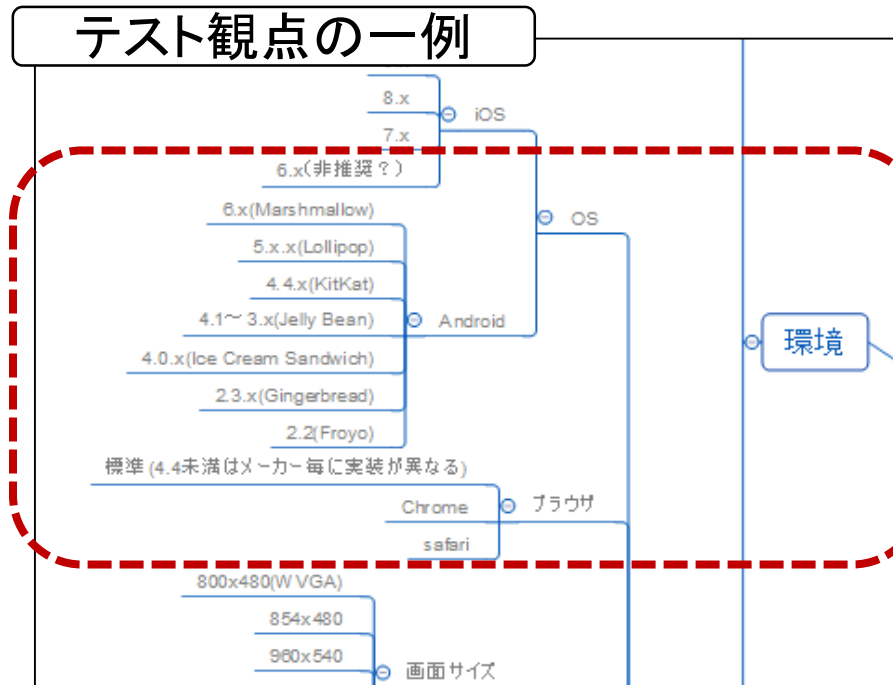 テスト観点の一例
8.x
iOS
7.x
6.x(非推奨？)
6.x(Marshmallow)
OS
5.x.x(Lollipop)
4.4.x(KitKat)
4.1～3.x(Jelly Bean)
Android
環境
4.0.x(Ice Cream Sandwich)
2.3.x(Gingerbread)
2.2(Froyo)
標準(4.4未満はメーカー毎に実装が異なる)
Chrome
ブラウザ
safari
800x480(WVGA)
854x480
960x540
画面サイズ